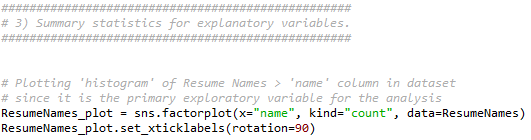 ##################################################
# 3) Summary statistics for explanatory variables.
##################################################
# Plotting 'histogram' of Resume Names > 'name' column in dataset
# since it is the primary exploratory variable for the analysis
ResumeNames_plot = sns.factorplot(x="name", kind="count", data=ResumeNames)
ResumeNames_plot.set_xticklabels(rotation=90)